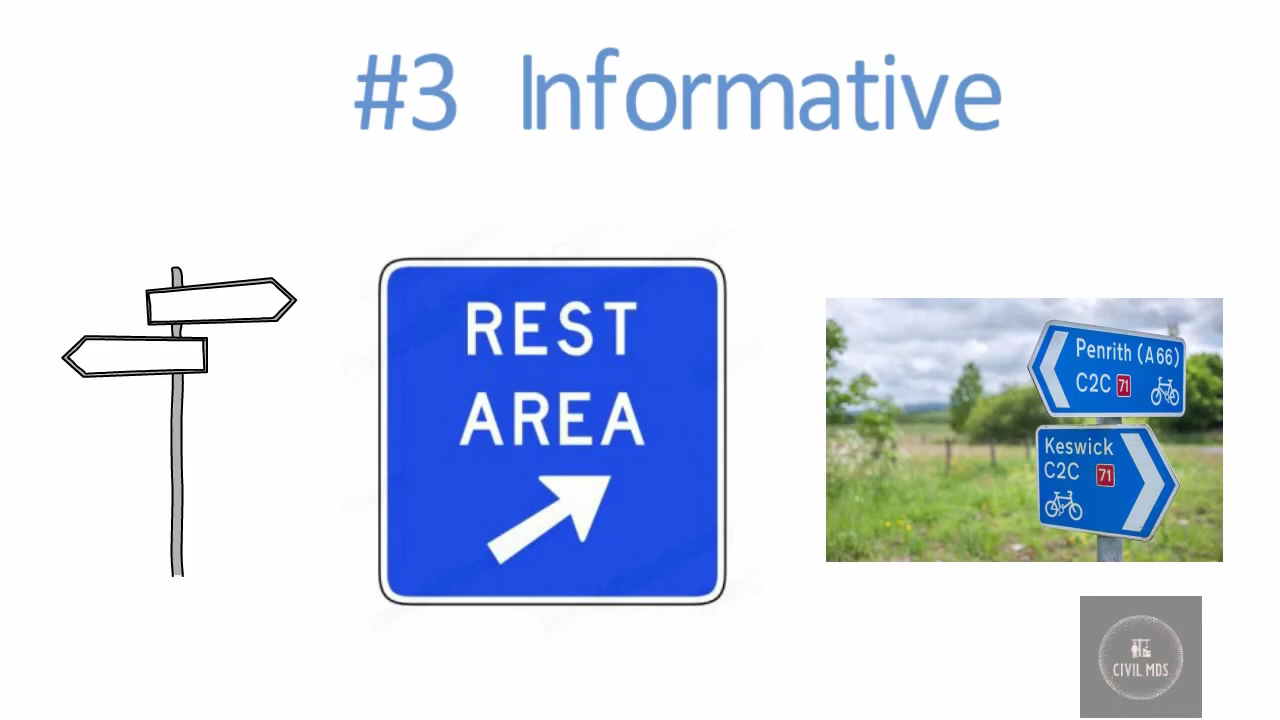 #3 Informative
REST
AREA
Penrith (A66)
C2C 71
Keswick
C2C 71
CIVIL MDS